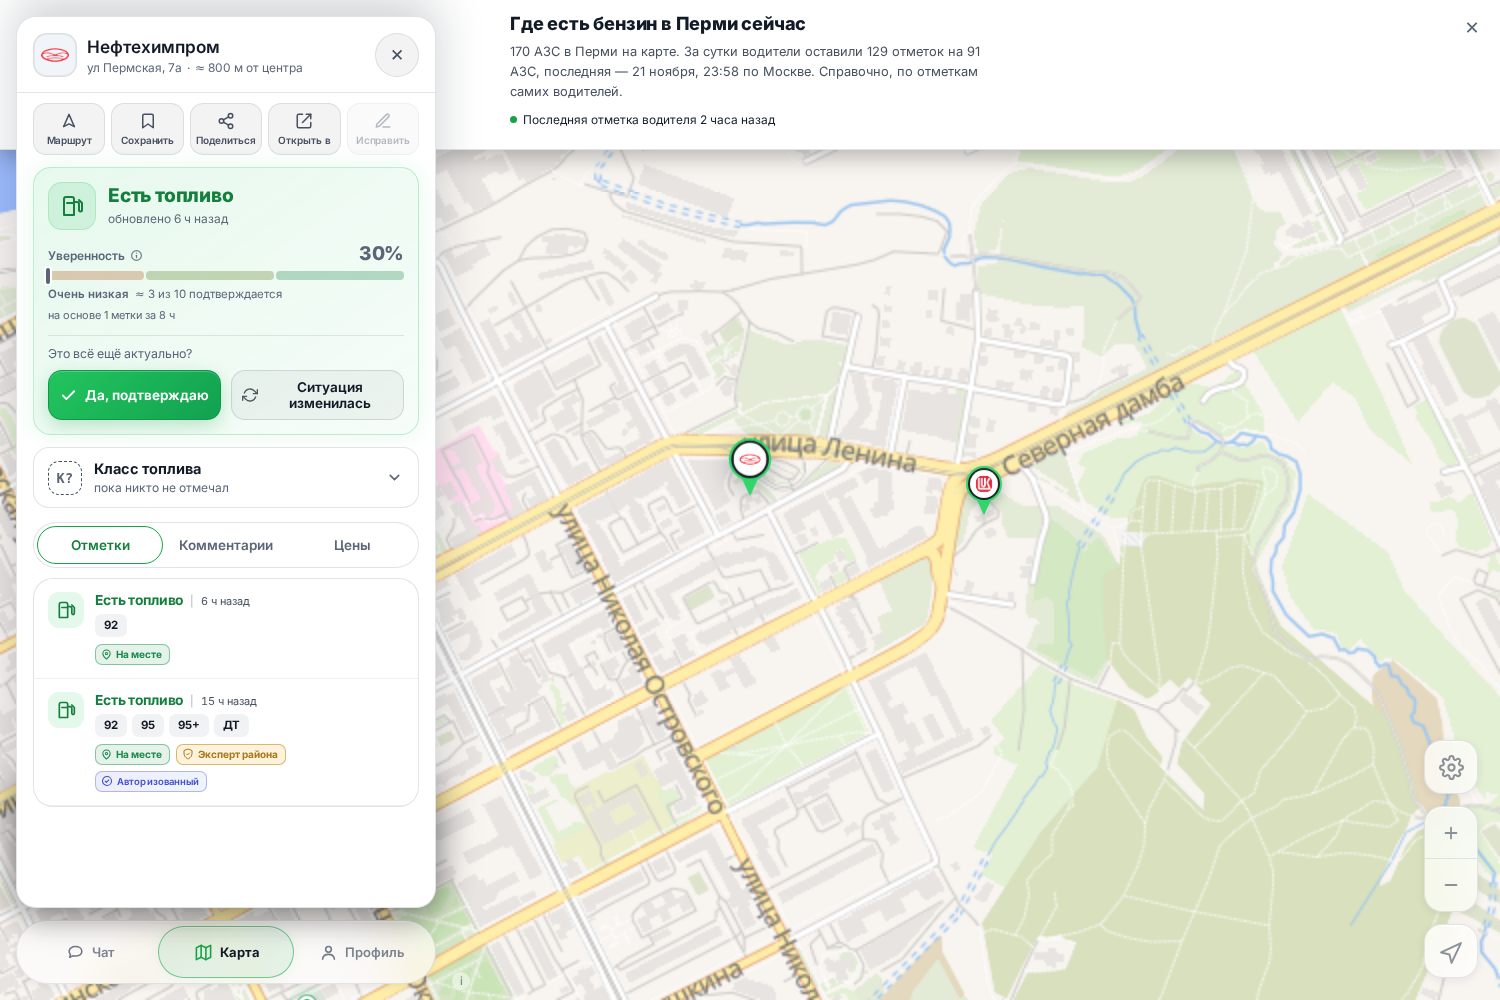 Нефтехимпром
ул Пермская, 7а · ≈ 800 м от центра
Маршрут
Сохранить
Поделиться
Открыть в
Исправить
Есть топливо
обновлено 6 ч назад
Уверенность
30%
Очень низкая ≈ 3 из 10 подтверждается
на основе 1 метки за 8 ч
Это всё ещё актуально?
Да, подтверждаю
Ситуация
изменилась
K?
Класс топлива
пока никто не отмечал
Отметки
Комментарии
Цены
Есть топливо | 6 ч назад
92
На месте
Есть топливо | 15 ч назад
92 95 95+ ДТ
На месте
Эксперт района
Авторизованный
Чат
Карта
Профиль
Где есть бензин в Перми сейчас
170 АЗС в Перми на карте. За сутки водители оставили 129 отметок на 91
АЗС, последняя — 21 ноября, 23:58 по Москве. Справочно, по отметкам
самих водителей.
Последняя отметка водителя 2 часа назад
улица Ленина
Северная дамба
улица Николая Островского
улица Никол
LUK